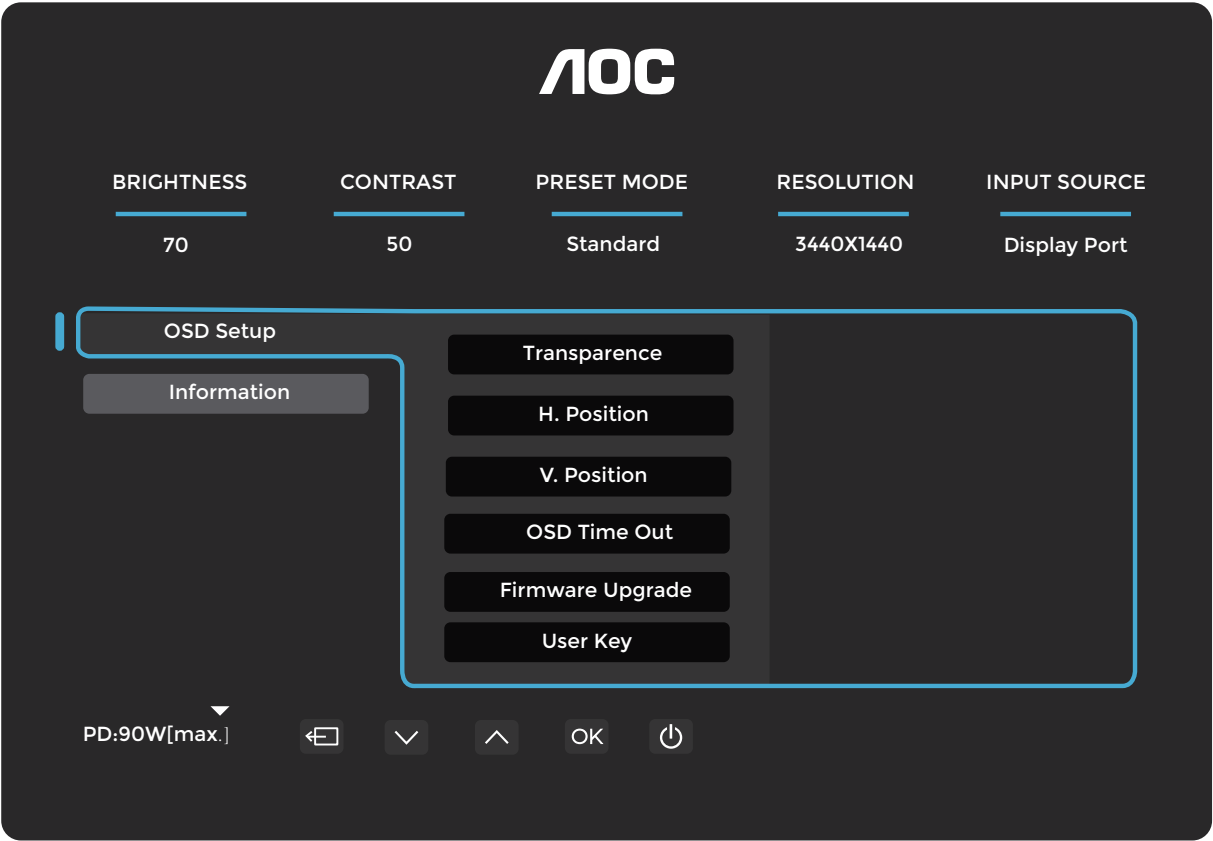 AOC
BRIGHTNESS CONTRAST PRESET MODE RESOLUTION INPUT SOURCE
70 50 Standard 3440X1440 Display Port
OSD Setup
Information
Transparence
H. Position
V. Position
OSD Time Out
Firmware Upgrade
User Key
PD:90W[max.]
OK